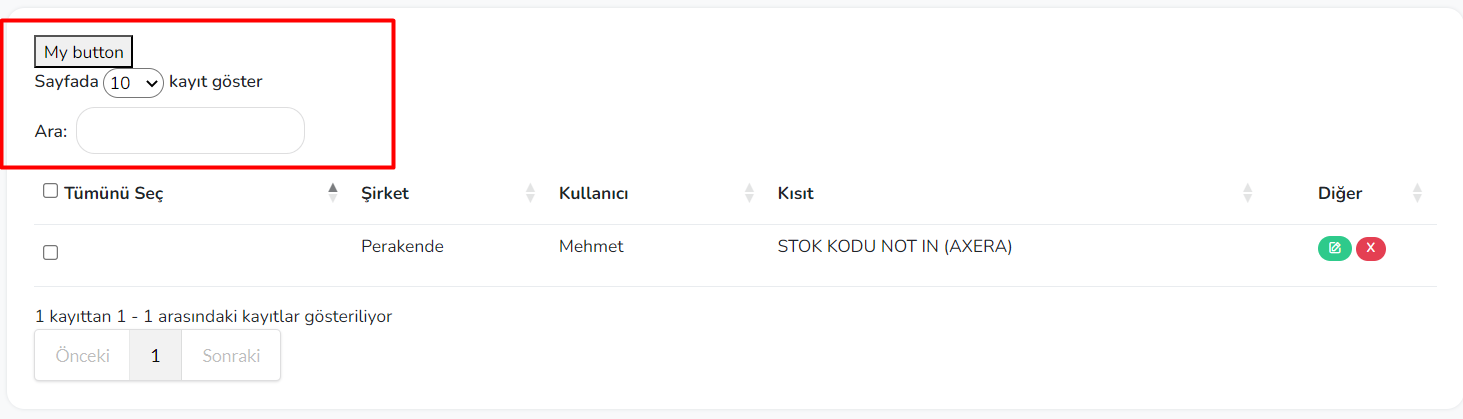 My button
Sayfada 10 kayıt göster
Ara:
Tümünü Seç Şirket Kullanıcı Kısıt Diğer
Perakende Mehmet STOK KODU NOT IN (AXERA) X
1 kayıttan 1 - 1 arasındaki kayıtlar gösteriliyor
Önceki 1 Sonraki